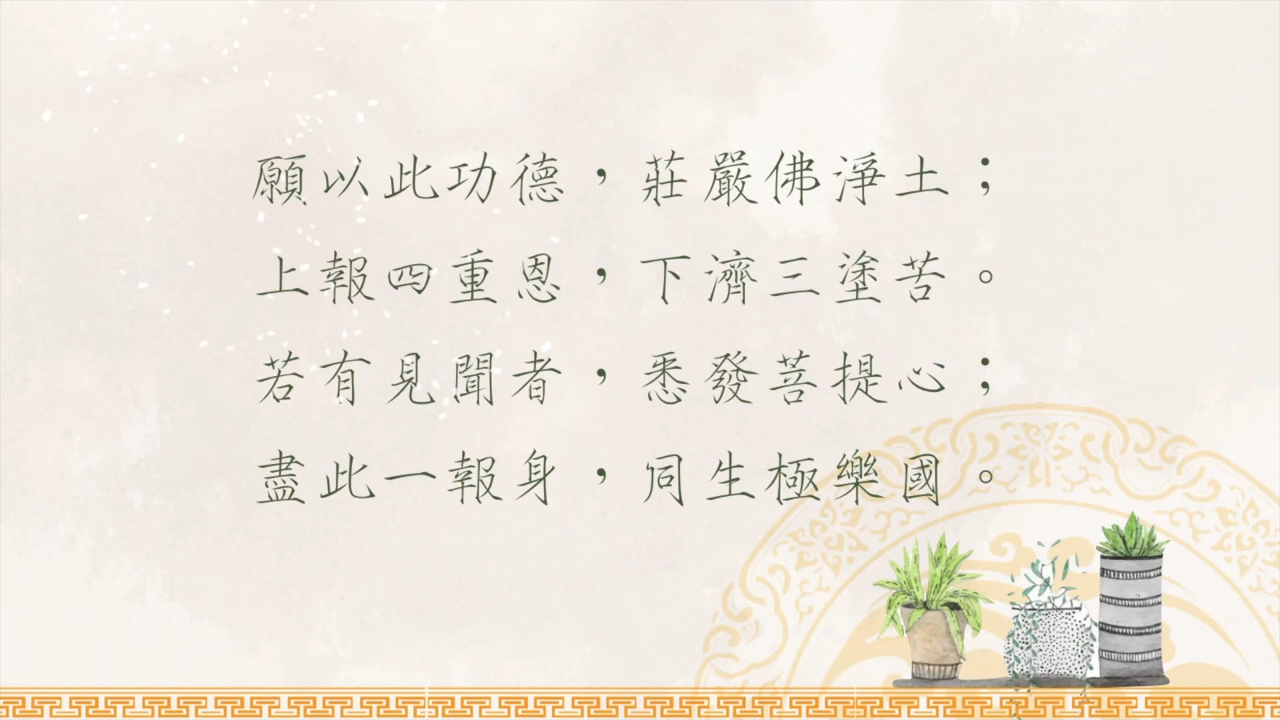 願以此功德，莊嚴佛淨土；
上報四重恩，下濟三塗苦。
若有見聞者，悉發菩提心；
盡此一報身，同生極樂國。